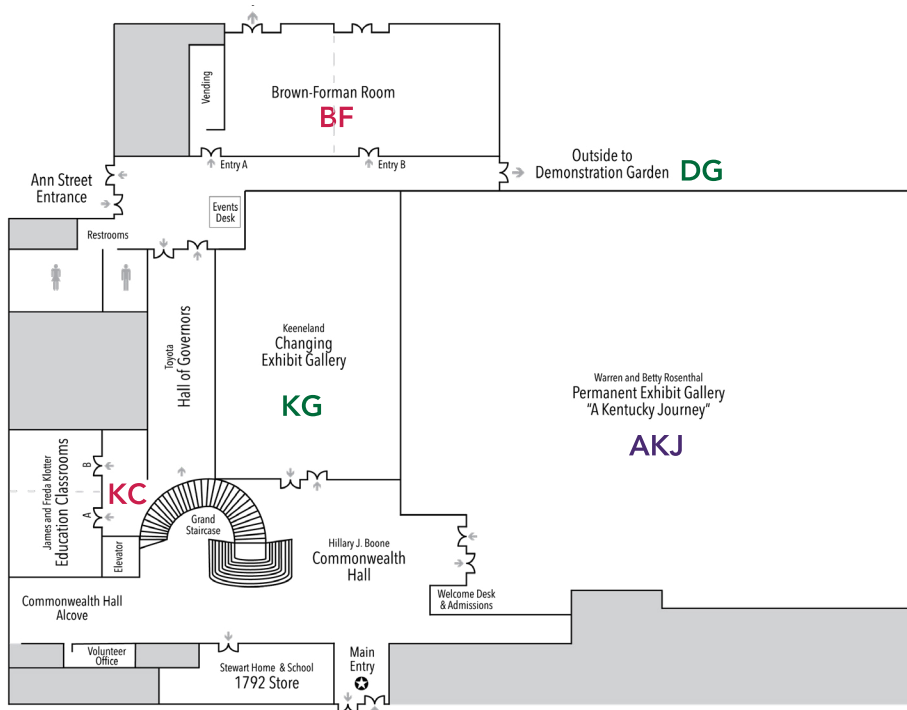 Vending
Brown-Forman Room
BF
Entry A
Entry B
Outside to
Demonstration Garden
DG
Ann Street
Entrance
Events
Desk
Restrooms
Toyota
Hall of Governors
Keeneland
Changing
Exhibit Gallery
KG
Warren and Betty Rosenthal
Permanent Exhibit Gallery
“A Kentucky Journey”
AKJ
James and Freda Klotter
Education Classrooms
B
A
KC
Elevator
Grand
Staircase
Hillary J. Boone
Commonwealth
Hall
Welcome Desk
& Admissions
Commonwealth Hall
Alcove
Volunteer
Office
Stewart Home & School
1792 Store
Main
Entry